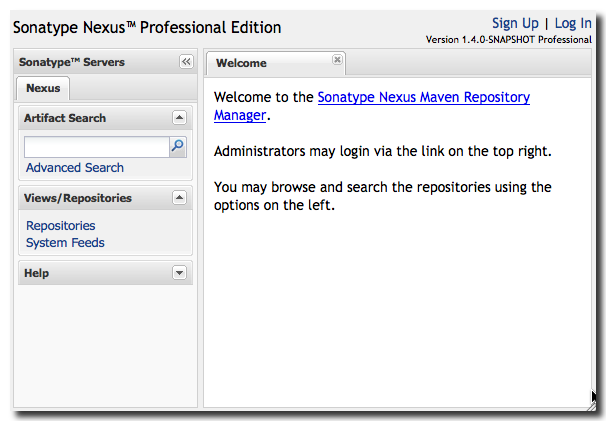 Sonatype Nexus™ Professional Edition
Sign Up | Log In
Version 1.4.0-SNAPSHOT Professional
Sonatype™ Servers
Nexus
Artifact Search
Advanced Search
Views/Repositories
Repositories
System Feeds
Help
Welcome
Welcome to the Sonatype Nexus Maven Repository
Manager.
Administrators may login via the link on the top right.
You may browse and search the repositories using the
options on the left.